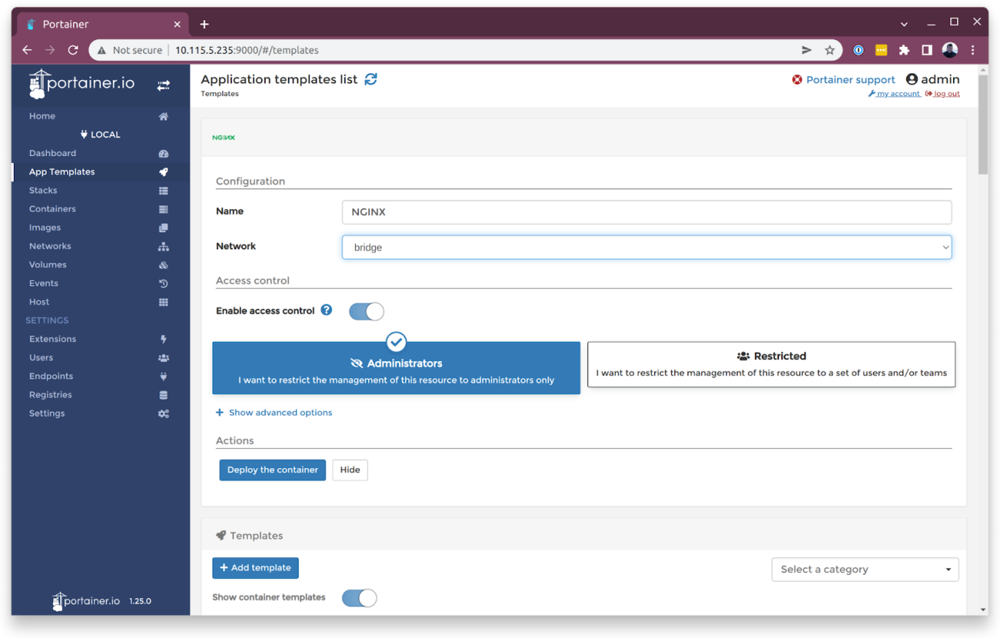 Portainer
Not secure 10.115.5.235:9000/#/templates
portainer.io
Home
LOCAL
Dashboard
App Templates
Stacks
Containers
Images
Networks
Volumes
Events
Host
SETTINGS
Extensions
Users
Endpoints
Registries
Settings
portainer.io 1.25.0
Application templates list
Templates
Portainer support admin
my account log out
NGINX
Configuration
Name NGINX
Network bridge
Access control
Enable access control
Administrators
I want to restrict the management of this resource to administrators only
Restricted
I want to restrict the management of this resource to a set of users and/or teams
+ Show advanced options
Actions
Deploy the container Hide
Templates
+ Add template Select a category
Show container templates